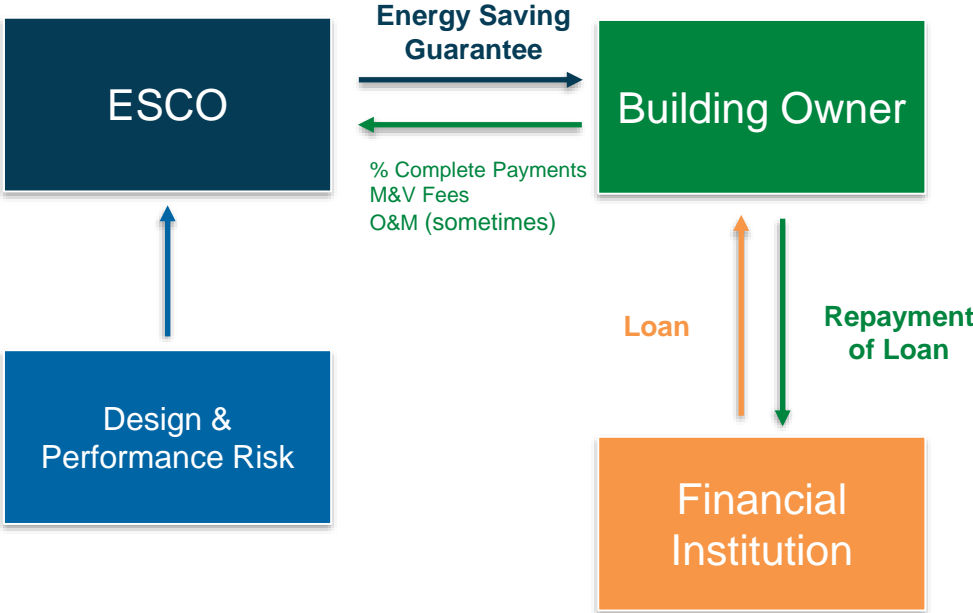 Energy Saving
Guarantee
ESCO
Building Owner
% Complete Payments
M&V Fees
O&M (sometimes)
Loan
Repayment
of Loan
Design &
Performance Risk
Financial
Institution